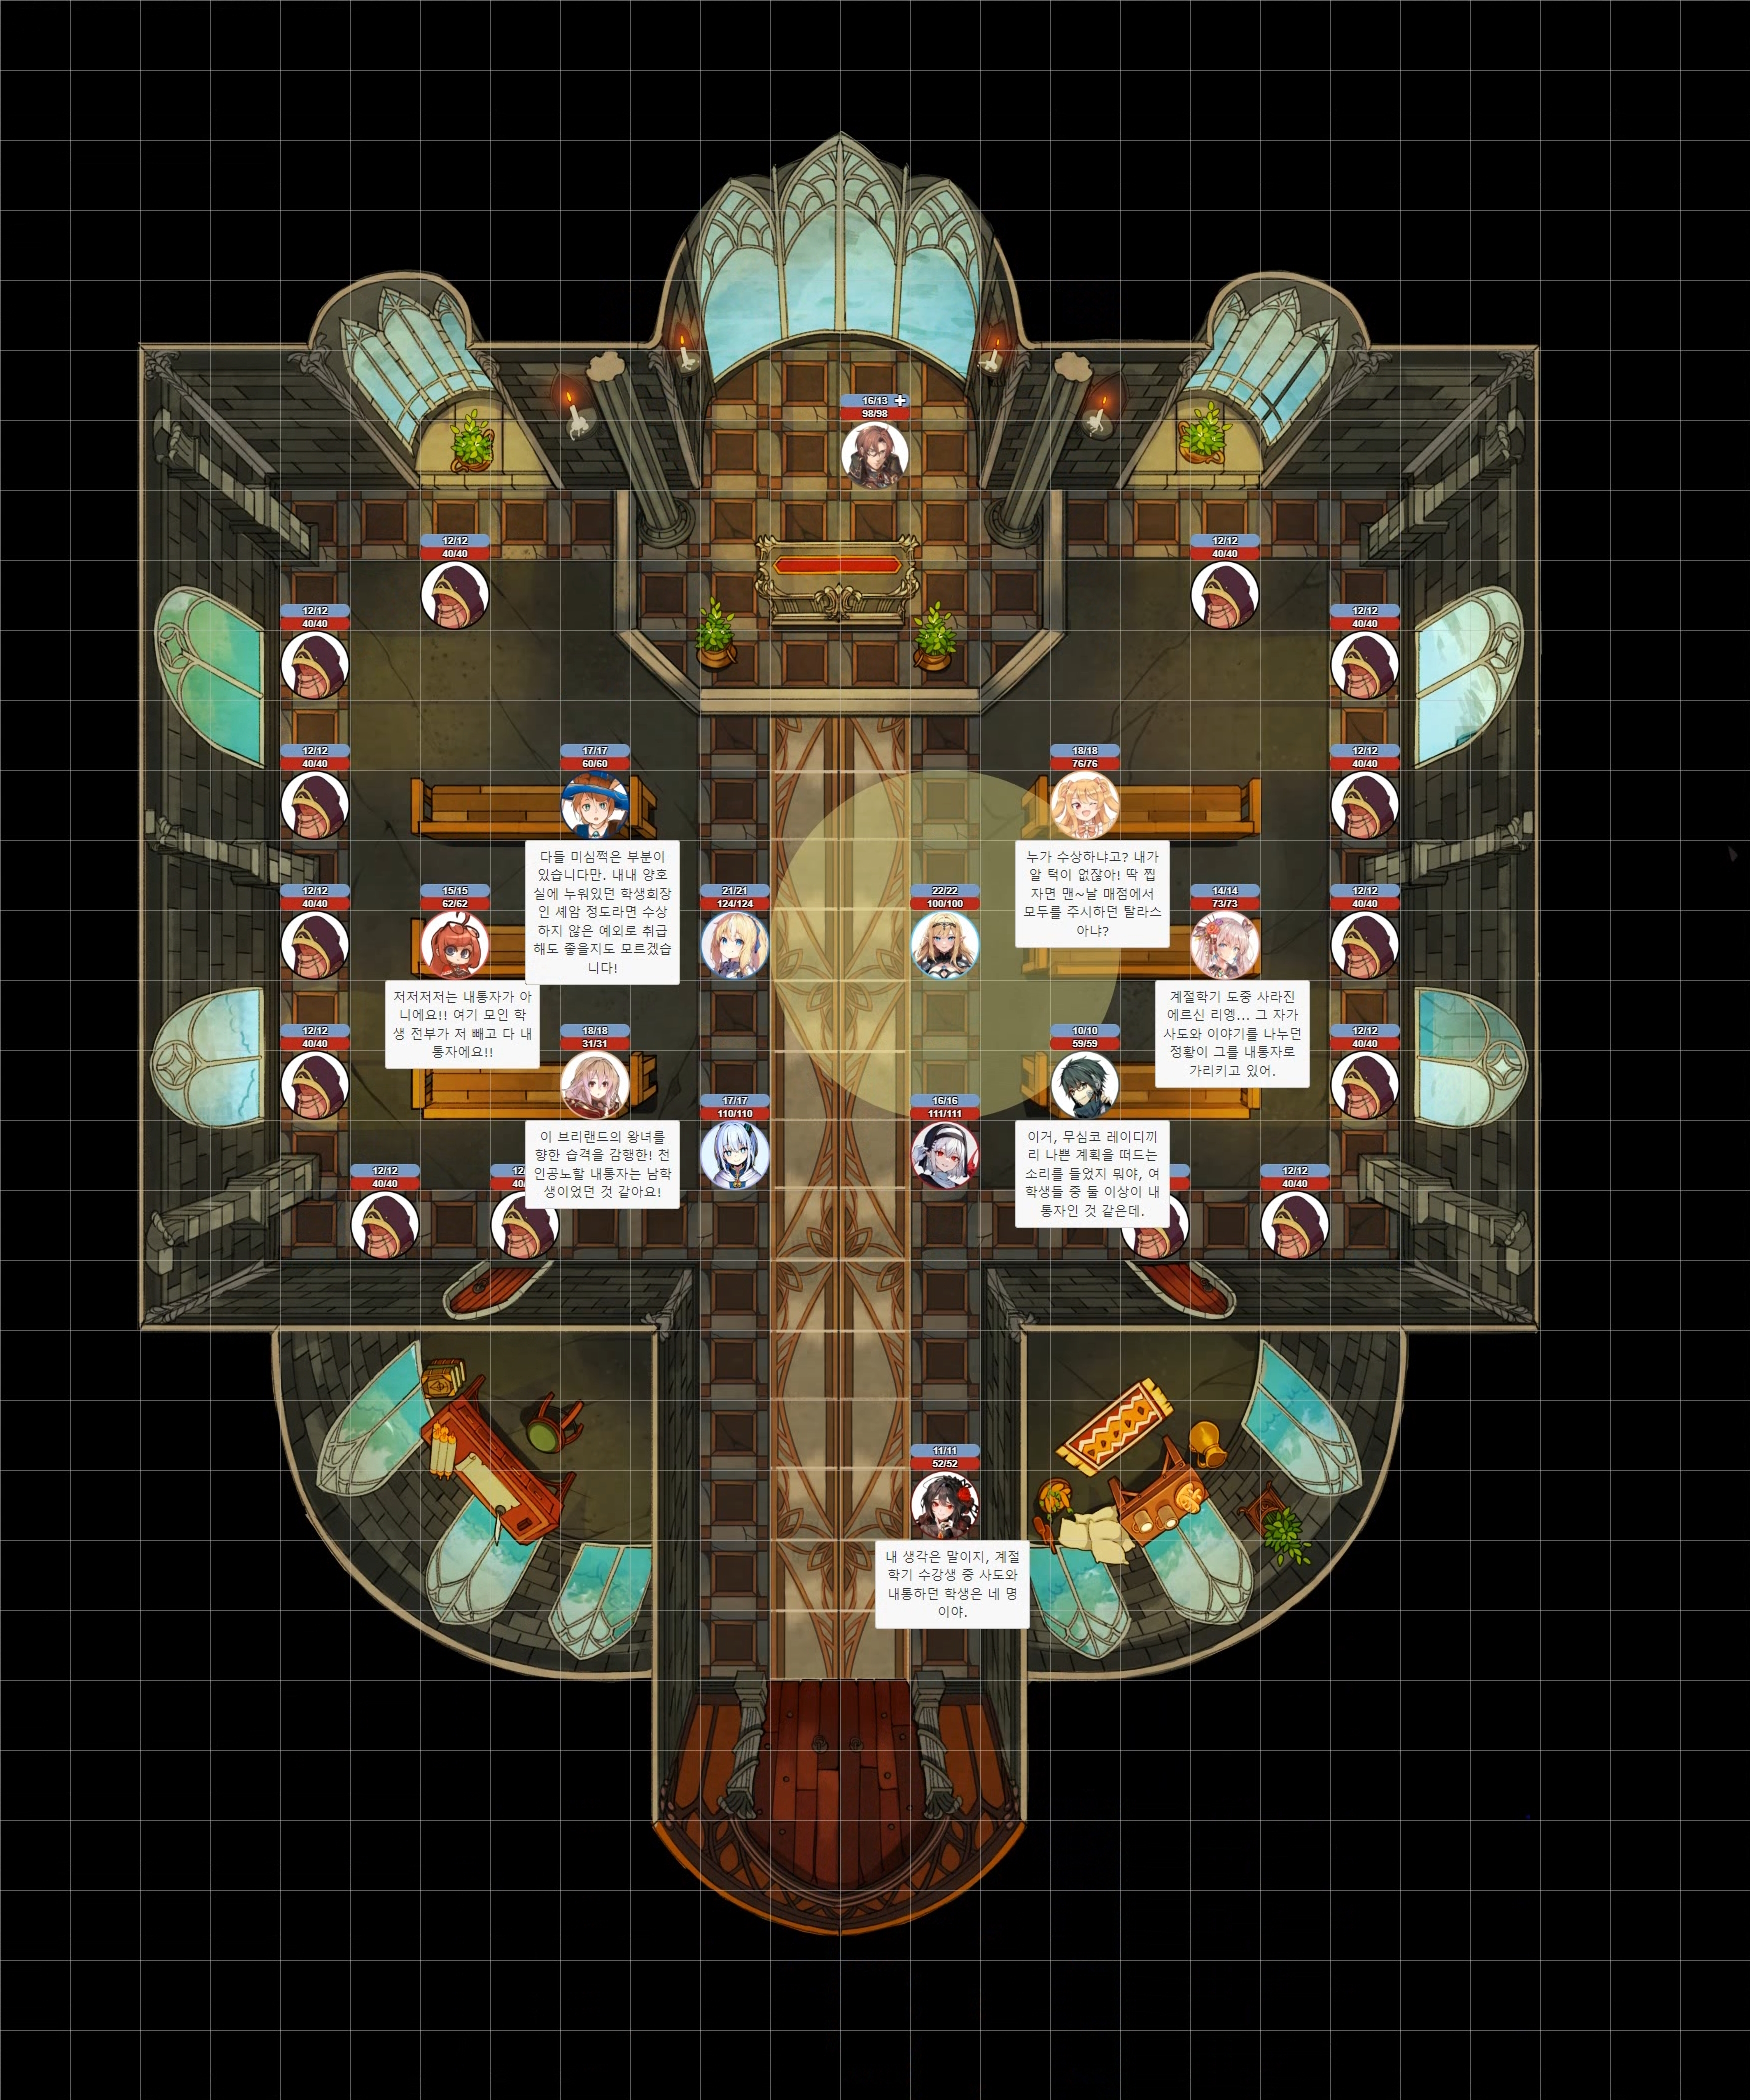 16/13
98/98
12/12
40/40
12/12
40/40
12/12
40/40
12/12
40/40
12/12
40/40
17/17
60/60
18/18
76/76
12/12
40/40
다들 미심쩍은 부분이
있습니다만. 내내 양호
실에 누워있던 학생회장
인 셰암 정도라면 수상
하지 않은 예외로 취급
해도 좋을지도 모르겠습
니다!
누가 수상하냐고? 내가
알 턱이 없잖아! 딱 찝
자면 맨~날 매점에서
모두를 주시하던 탈라스
아냐?
12/12
40/40
15/15
62/62
21/21
124/124
22/22
100/100
14/14
73/73
12/12
40/40
저저저저는 내통자가 아
니에요!! 여기 모인 학
생 전부가 저 빼고 다 내
통자에요!!
계절학기 도중 사라진
에르신 리엥... 그 자가
사도와 이야기를 나누던
정황이 그를 내통자로
가리키고 있어.
12/12
40/40
18/18
31/31
10/10
59/59
12/12
40/40
17/17
110/110
16/16
111/111
이 브리랜드의 왕녀를
향한 습격을 감행한! 천
인공노할 내통자는 남학
생이었던 것 같아요!
이거, 무심코 레이디끼
리 나쁜 계획을 떠드는
소리를 들었지 뭐야, 여
학생들 중 둘 이상이 내
통자인 것 같은데.
12/12
40/40
12/12
40/40
11/11
52/52
내 생각은 말이지, 계절
학기 수강생 중 사도와
내통하던 학생은 네 명
이야.